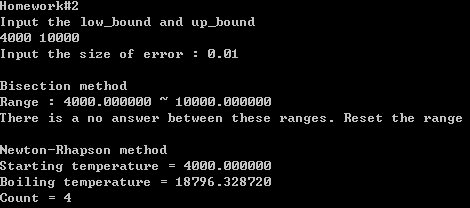 Homework#2
Input the low_bound and up_bound
4000 10000
Input the size of error : 0.01
Bisection method
Range : 4000.000000 ~ 10000.000000
There is a no answer between these ranges. Reset the range
Newton-Rhapson method
Starting temperature = 4000.000000
Boiling temperature = 18796.328720
Count = 4